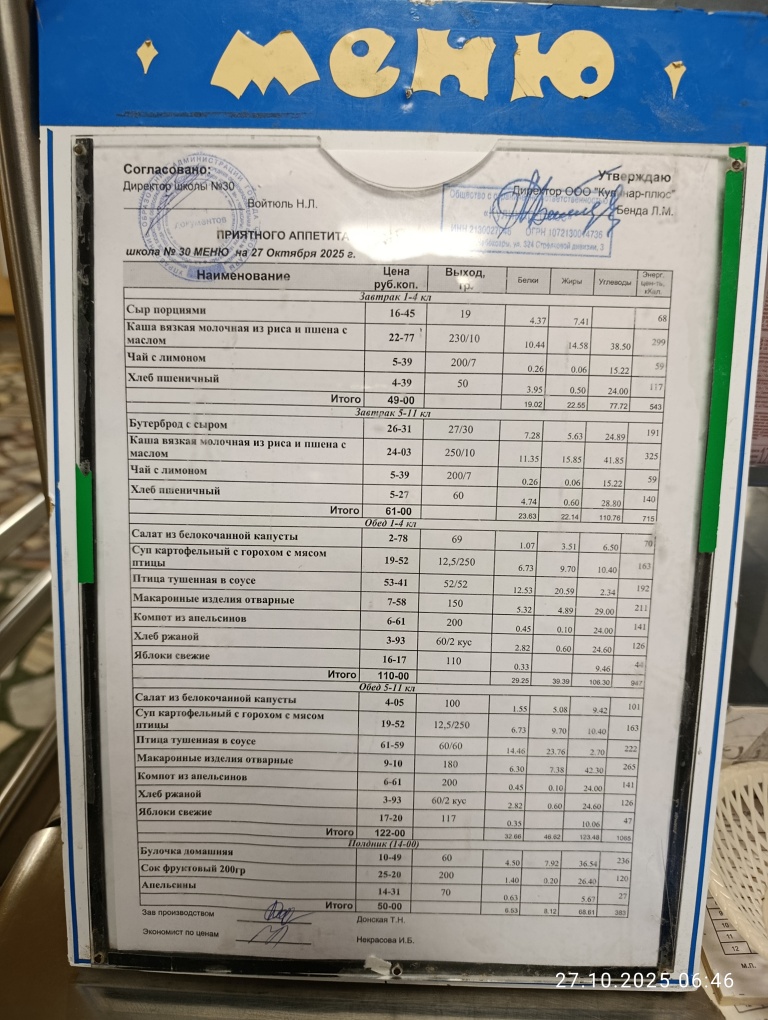 меню
Согласовано: Утверждаю
Директор школы №30 Директор ООО "Кулинар-плюс"
Войтюль Н.Л. Бенда Л.М.
ПРИЯТНОГО АППЕТИТА
школа № 30 МЕНЮ на 27 Октября 2025 г.
Наименование Цена руб.коп. Выход, гр. Белки Жиры Углеводы Энерг. цен-ть, кКал.
Завтрак 1-4 кл
Сыр порциями 16-45 19 4.37 7.41 68
Каша вязкая молочная из риса и пшена с маслом 22-77 230/10 10.44 14.58 38.50 299
Чай с лимоном 5-39 200/7 0.26 0.06 15.22 59
Хлеб пшеничный 4-39 50 3.95 0.50 24.00 117
Итого 49-00 19.02 22.55 77.72 543
Завтрак 5-11 кл
Бутерброд с сыром 26-31 27/30 7.28 5.63 24.89 191
Каша вязкая молочная из риса и пшена с маслом 24-03 250/10 11.35 15.85 41.85 325
Чай с лимоном 5-39 200/7 0.26 0.06 15.22 59
Хлеб пшеничный 5-27 60 4.74 0.60 28.80 140
Итого 61-00 23.63 22.14 110.76 715
Обед 1-4 кл
Салат из белокочанной капусты 2-78 69 1.07 3.51 6.50 70
Суп картофельный с горохом с мясом птицы 19-52 12,5/250 6.73 9.70 10.40 163
Птица тушенная в соусе 53-41 52/52 12.53 20.59 2.34 192
Макаронные изделия отварные 7-58 150 5.32 4.89 29.00 211
Компот из апельсинов 6-61 200 0.45 0.10 24.00 141
Хлеб ржаной 3-93 60/2 кус 2.82 0.60 24.60 126
Яблоки свежие 16-17 110 0.33 9.46 44
Итого 110-00 29.25 39.39 106.30 947
Обед 5-11 кл
Салат из белокочанной капусты 4-05 100 1.55 5.08 9.42 101
Суп картофельный с горохом с мясом птицы 19-52 12,5/250 6.73 9.70 10.40 163
Птица тушенная в соусе 61-59 60/60 14.46 23.76 2.70 222
Макаронные изделия отварные 9-10 180 6.30 7.38 42.30 265
Компот из апельсинов 6-61 200 0.45 0.10 24.00 141
Хлеб ржаной 3-93 60/2 кус 2.82 0.60 24.60 126
Яблоки свежие 17-20 117 0.35 10.06 47
Итого 122-00 32.66 46.62 123.48 1065
Полдник (14-00)
Булочка домашняя 10-49 60 4.50 7.92 36.54 236
Сок фруктовый 200гр 25-20 200 1.40 0.20 26.40 120
Апельсины 14-31 70 0.63 5.67 27
Итого 50-00 6.53 8.12 68.61 383
Зав производством Донская Т.Н.
Экономист по ценам Некрасова И.Б.
9
10
11
12
М.П.
27.10.2025 06:46